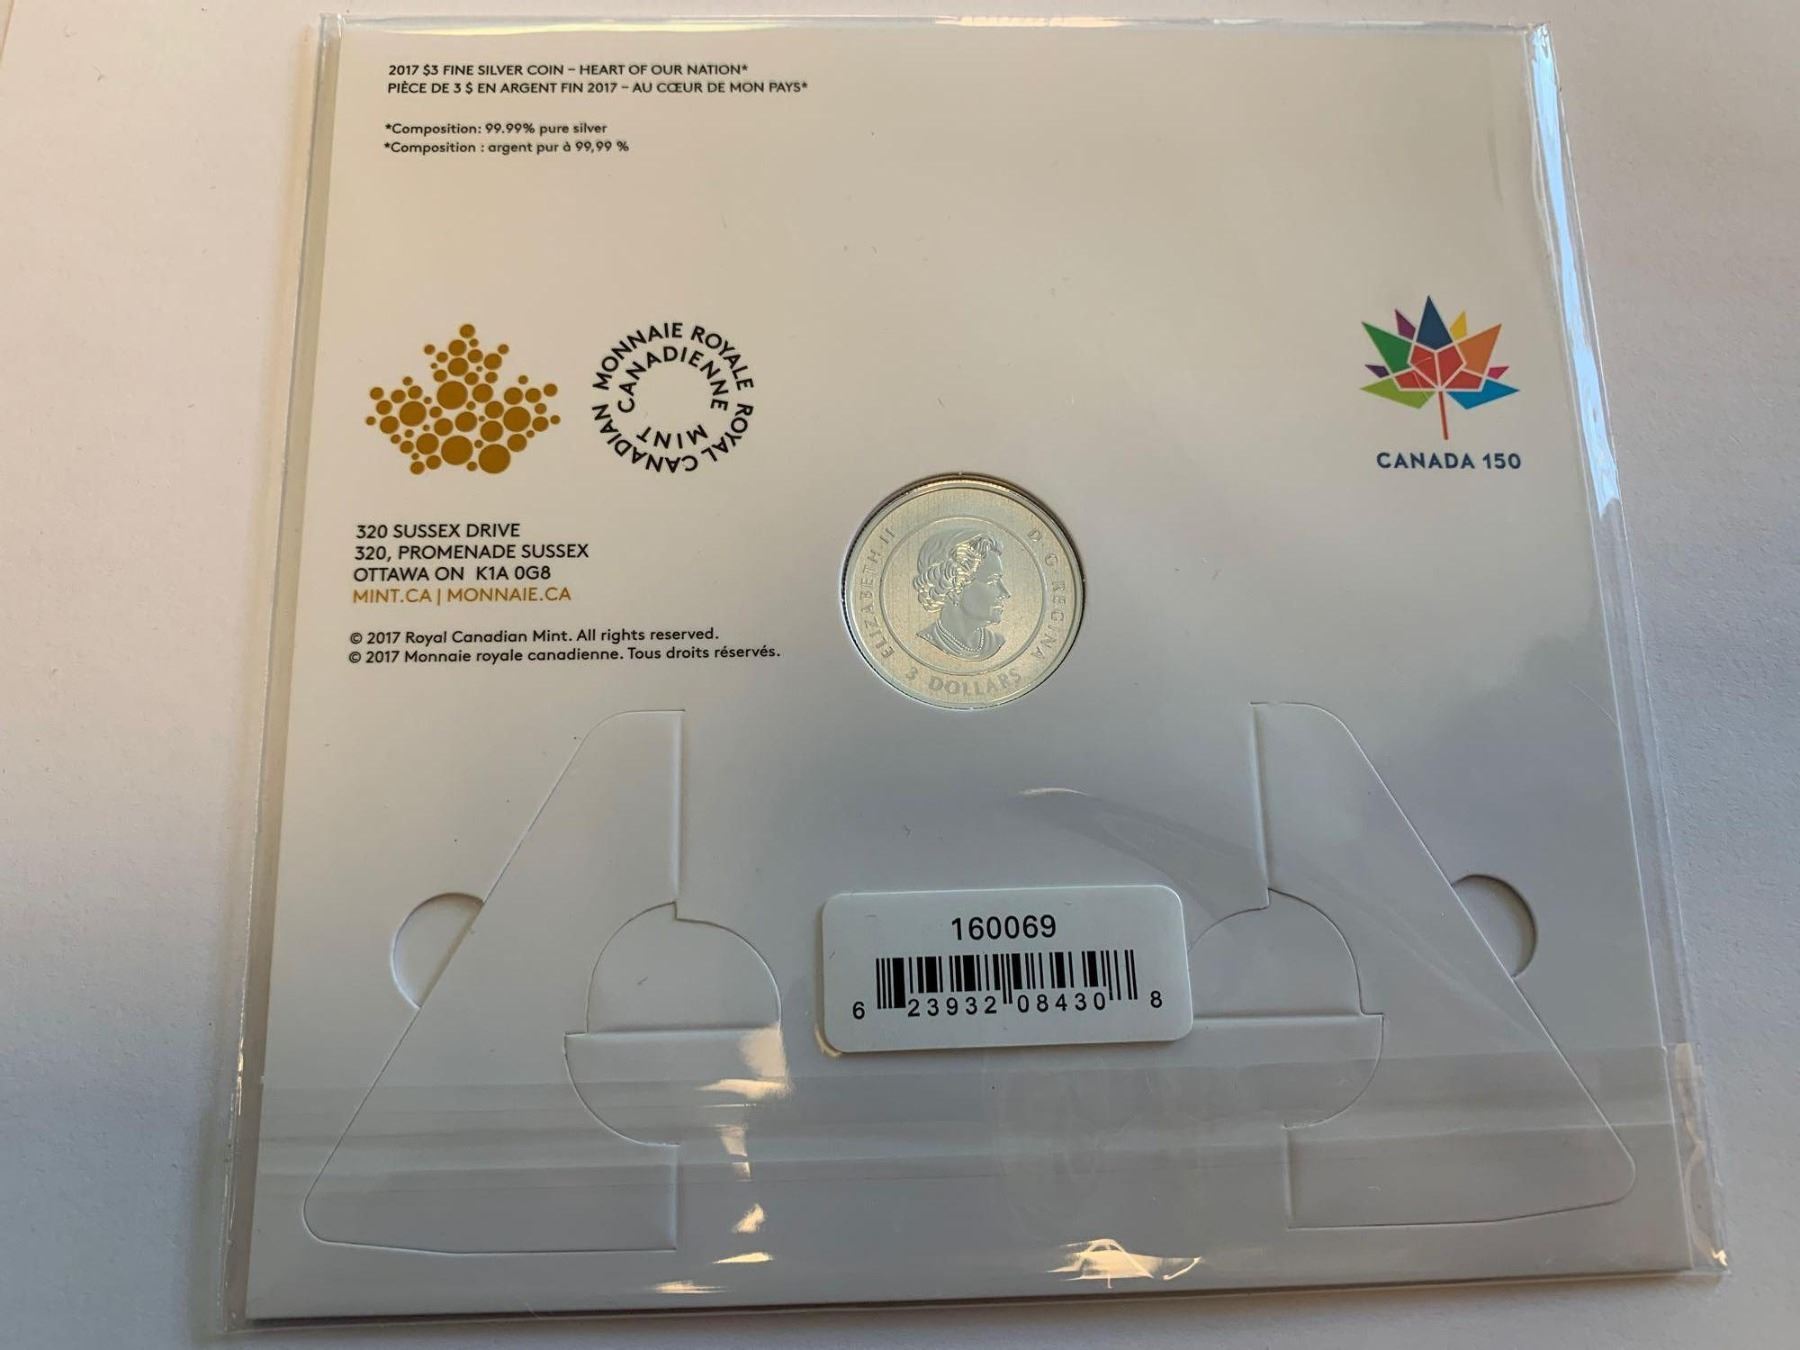 2017 $3 FINE SILVER COIN – HEART OF OUR NATION*
PIÈCE DE 3 $ EN ARGENT FIN 2017 – AU CŒUR DE MON PAYS*
*Composition: 99.99% pure silver
*Composition : argent pur à 99,99 %
MONNAIE ROYALE
CANADIENNE
ROYAL CANADIAN
MINT
CANADA 150
320 SUSSEX DRIVE
320, PROMENADE SUSSEX
OTTAWA ON K1A 0G8
MINT.CA | MONNAIE.CA
© 2017 Royal Canadian Mint. All rights reserved.
© 2017 Monnaie royale canadienne. Tous droits réservés.
ELIZABETH II D·G·REGINA
3 DOLLARS
160069
6 23932 08430 8